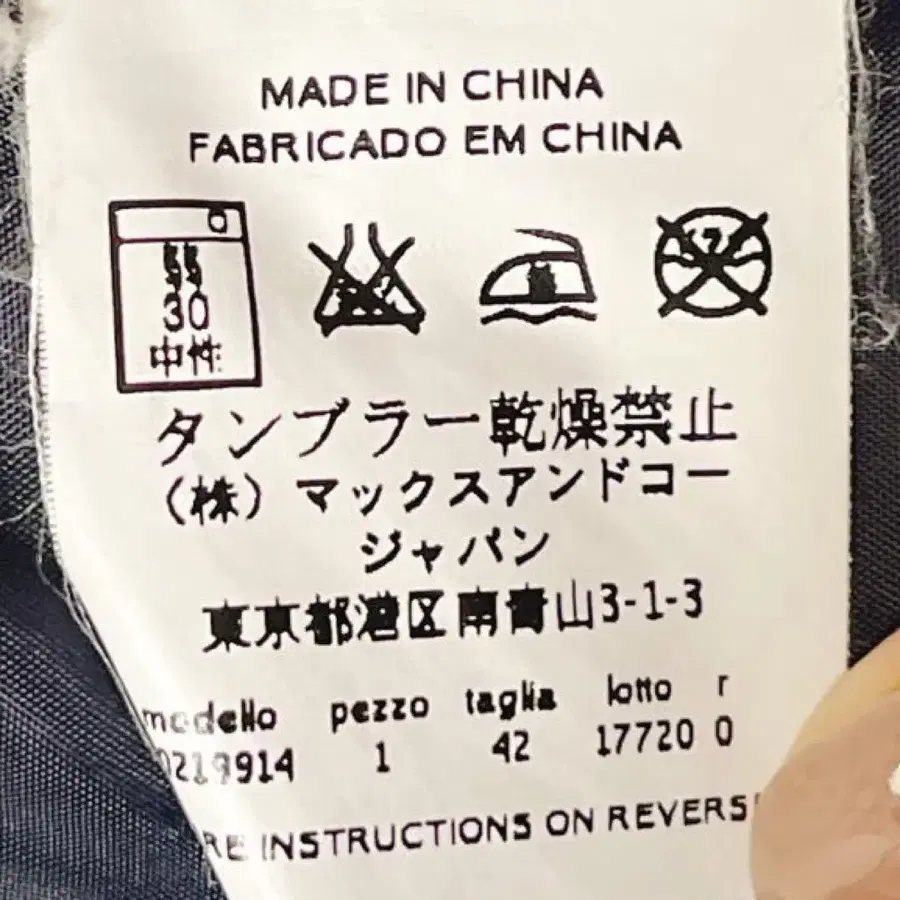 MADE IN CHINA
FABRICADO EM CHINA
30
中性
タンブラー乾燥禁止
(株)マックスアンドコー
ジャパン
東京都港区南青山3-1-3
modello pezzo taglia lotto r
0219914 1 42 17720 0
RE INSTRUCTIONS ON REVERS